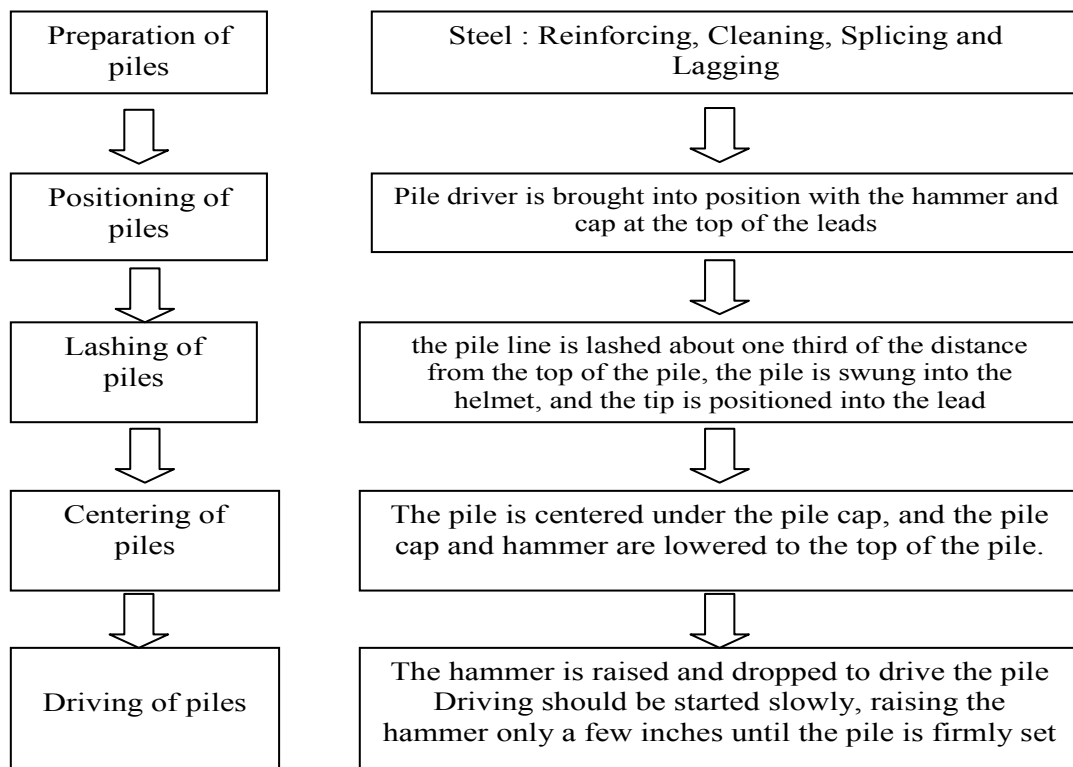 Preparation of
piles
Steel : Reinforcing, Cleaning, Splicing and
Lagging
Positioning of
piles
Pile driver is brought into position with the hammer and
cap at the top of the leads
Lashing of
piles
the pile line is lashed about one third of the distance
from the top of the pile, the pile is swung into the
helmet, and the tip is positioned into the lead
Centering of
piles
The pile is centered under the pile cap, and the pile
cap and hammer are lowered to the top of the pile.
Driving of piles
The hammer is raised and dropped to drive the pile
Driving should be started slowly, raising the
hammer only a few inches until the pile is firmly set